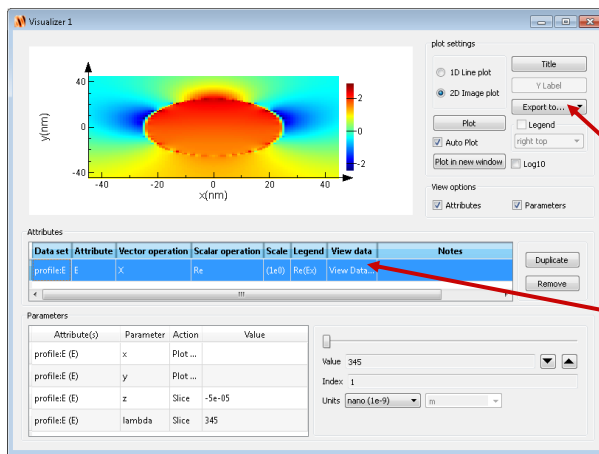 Visualizer 1
plot settings
1D Line plot
2D Image plot
Plot
Auto Plot
Plot in new window
Title
Y Label
Export to...
Legend
right top
Log10
View options
Attributes
Parameters
y(nm)
40
20
0
-20
-40
-40
-20
0
20
40
x(nm)
2
0
-2
Attributes
Data set Attribute Vector operation Scalar operation Scale Legend View data Notes
profile:E E X Re (1e0) Re(Ex) View Data...
Duplicate
Remove
Parameters
Attribute(s) Parameter Action Value
profile:E (E) x Plot ...
profile:E (E) y Plot ...
profile:E (E) z Slice -5e-05
profile:E (E) lambda Slice 345
Value 345
Index 1
Units nano (1e-9) m